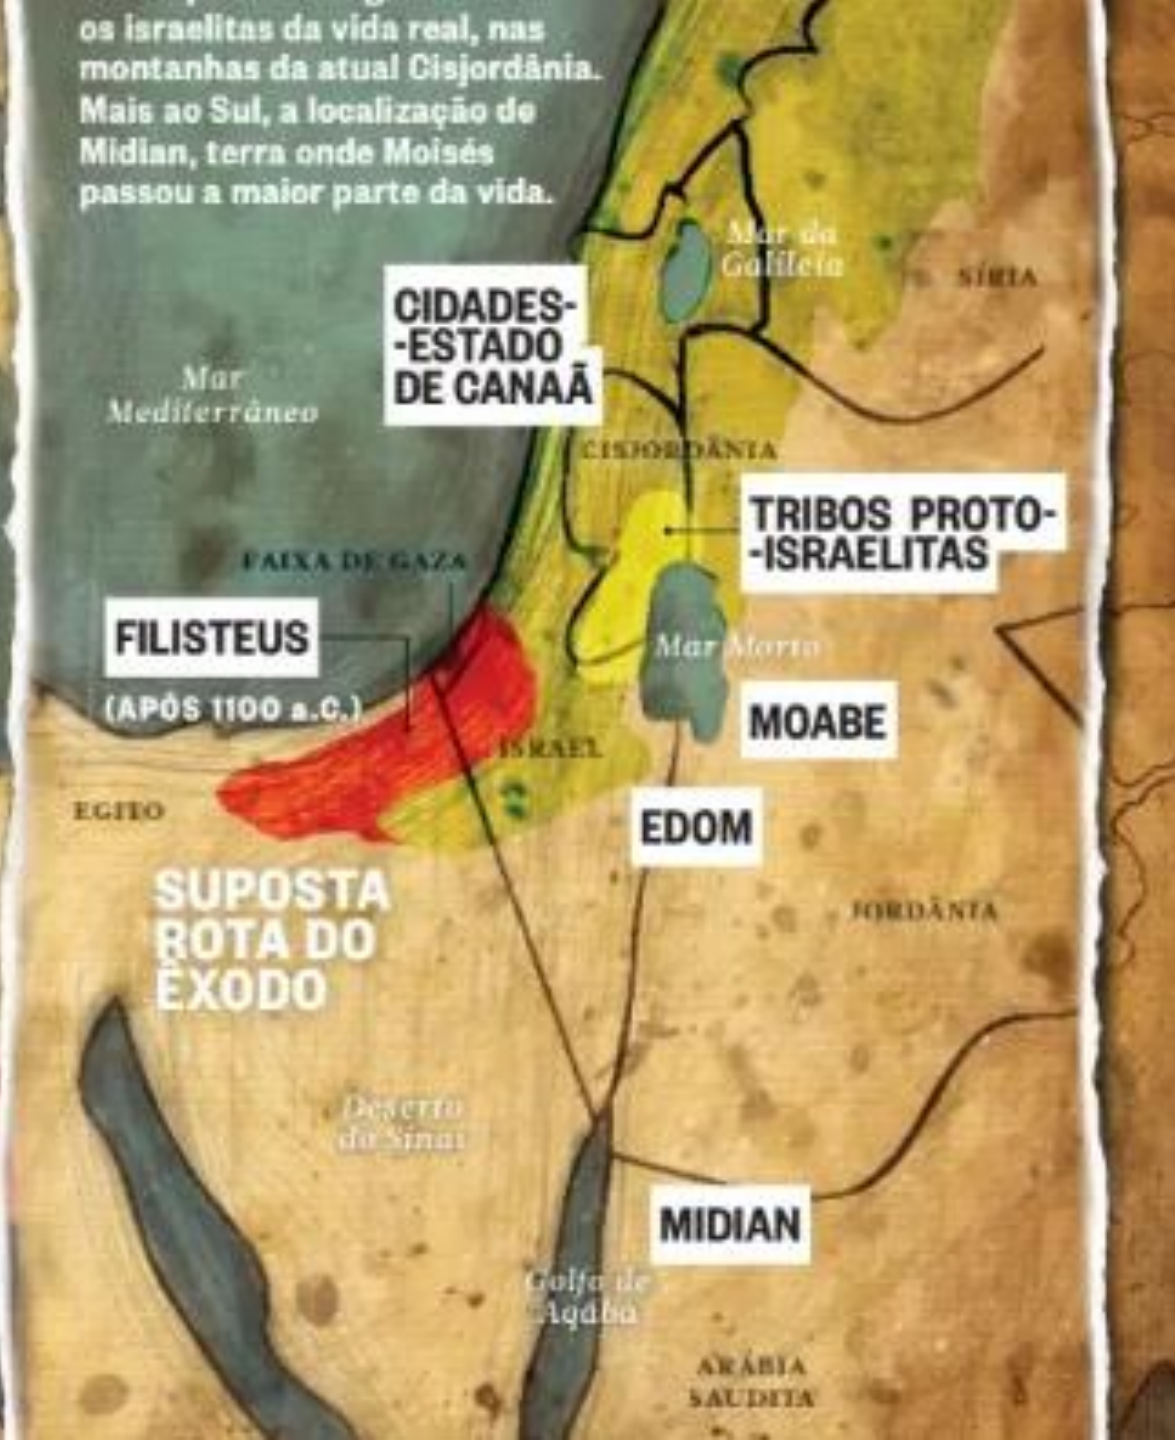 os israelitas da vida real, nas
montanhas da atual Cisjordânia.
Mais ao Sul, a localização de
Midian, terra onde Moisés
passou a maior parte da vida.
Mar da
Galileia
SÍRIA
CIDADES-
-ESTADO
DE CANAÃ
Mar
Mediterrâneo
CISJORDÂNIA
TRIBOS PROTO-
-ISRAELITAS
FAIXA DE GAZA
FILISTEUS
(APÓS 1100 a.C.)
Mar Morto
MOABE
ISRAEL
EGITO
EDOM
SUPOSTA
ROTA DO
ÊXODO
JORDÂNIA
Deserto
do Sinai
MIDIAN
Golfo de
Aqaba
ARÁBIA
SAUDITA